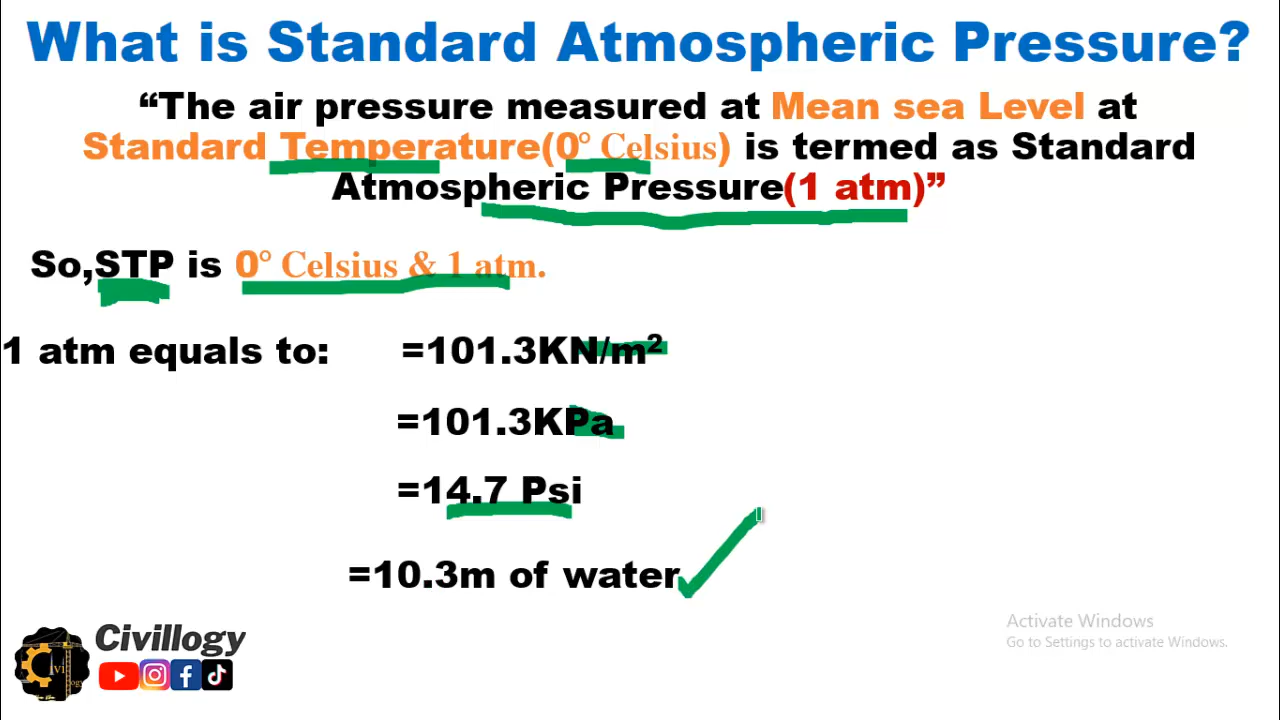 What is Standard Atmospheric Pressure?
“The air pressure measured at Mean sea Level at
Standard Temperature(0° Celsius) is termed as Standard
Atmospheric Pressure(1 atm)”
So,STP is 0° Celsius & 1 atm.
1 atm equals to: =101.3KN/m²
=101.3KPa
=14.7 Psi
=10.3m of water
Activate Windows
Go to Settings to activate Windows.
Civillogy